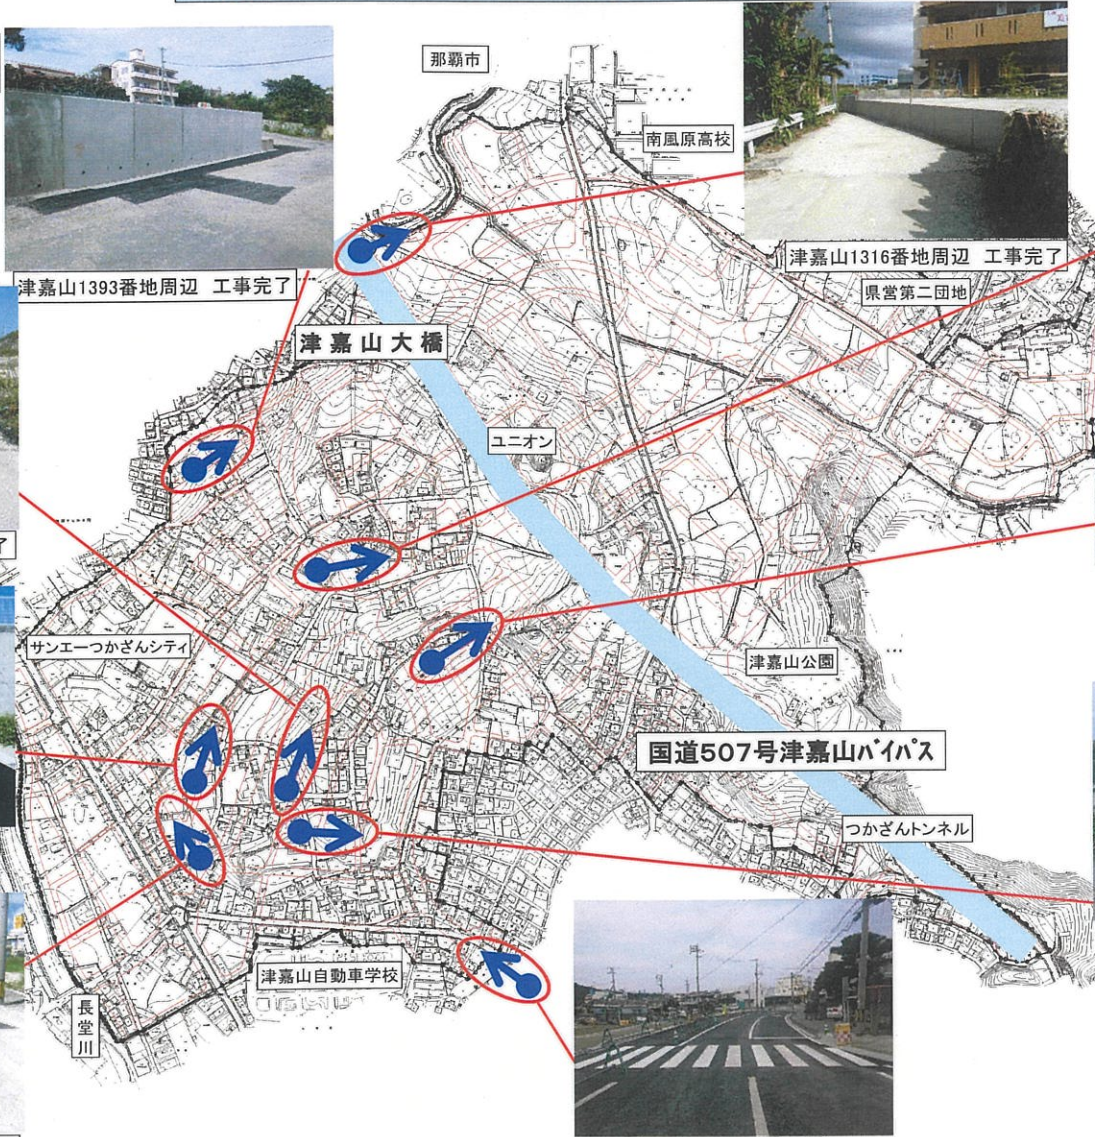 那覇市
南風原高校
津嘉山1393番地周辺 工事完了
津嘉山1316番地周辺 工事完了
県営第二団地
津嘉山大橋
ユニオン
了
サンエーつかざんシティ
津嘉山公園
国道507号津嘉山バイパス
つかざんトンネル
津嘉山自動車学校
長堂川